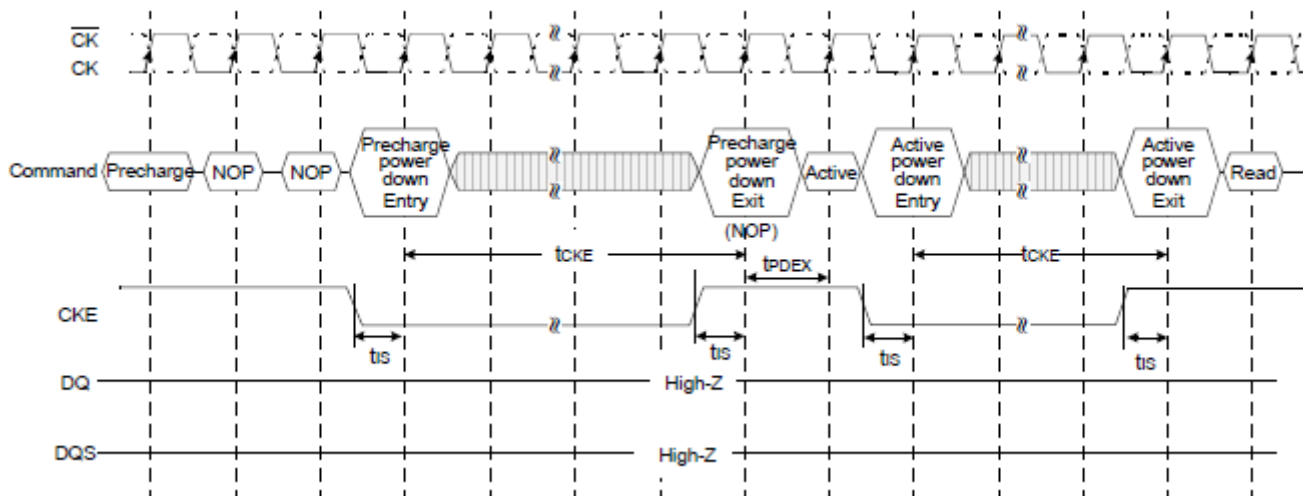 CK
CK
Command Precharge NOP NOP Precharge power down Entry Precharge power down Exit Active Active power down Entry Active power down Exit Read
(NOP)
tCKE tCKE
tPDEX
CKE
tIS tIS tIS tIS
DQ High-Z
DQS High-Z